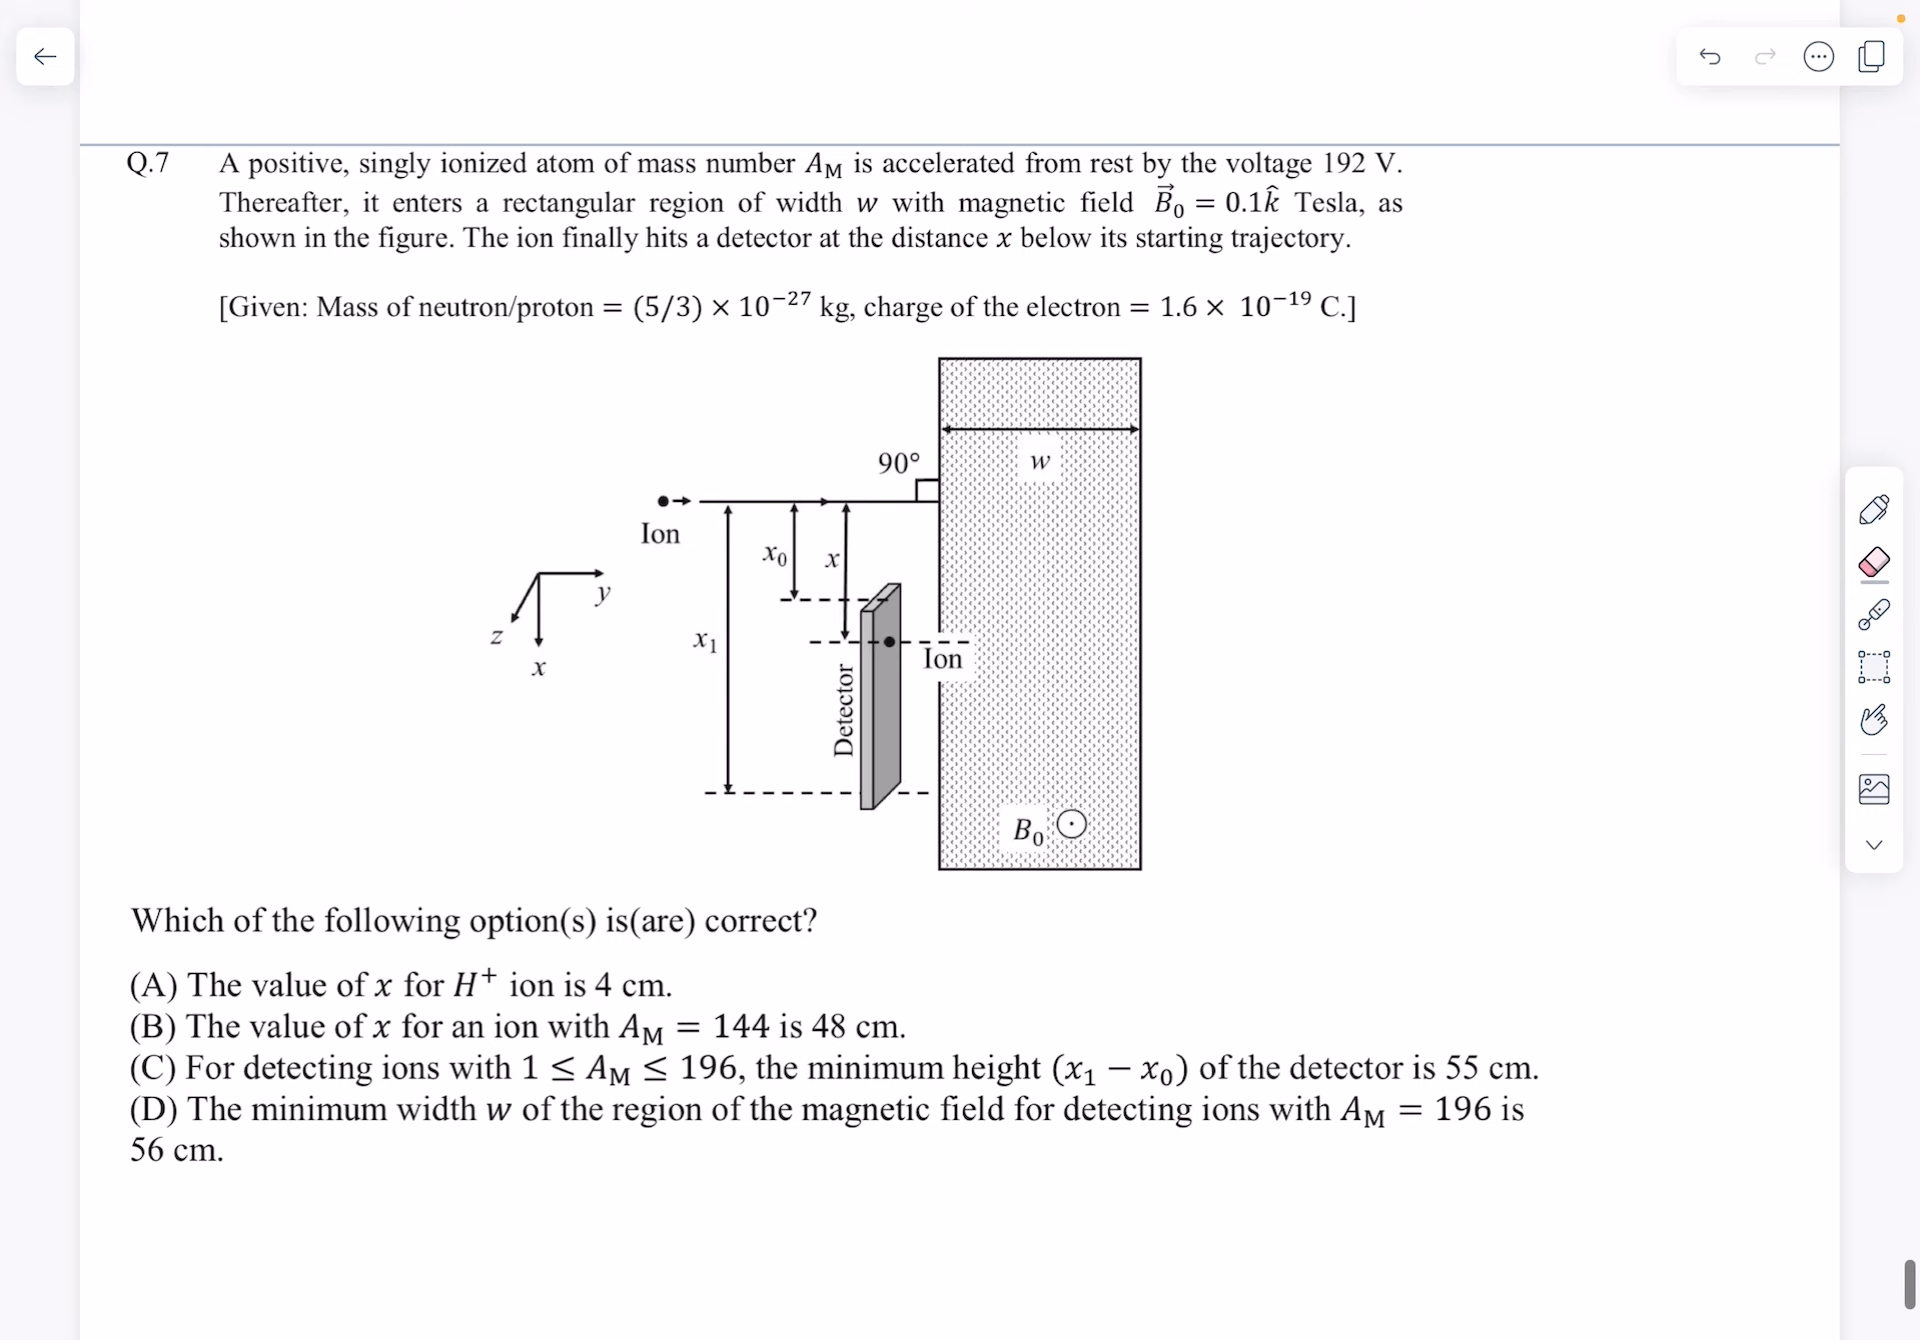 Q.7 A positive, singly ionized atom of mass number A_M is accelerated from rest by the voltage 192 V.
Thereafter, it enters a rectangular region of width w with magnetic field B⃗₀ = 0.1k̂ Tesla, as
shown in the figure. The ion finally hits a detector at the distance x below its starting trajectory.
[Given: Mass of neutron/proton = (5/3) × 10⁻²⁷ kg, charge of the electron = 1.6 × 10⁻¹⁹ C.]
90°
w
Ion
x₀
x
y
z
x
x₁
Ion
Detector
B₀
Which of the following option(s) is(are) correct?
(A) The value of x for H⁺ ion is 4 cm.
(B) The value of x for an ion with A_M = 144 is 48 cm.
(C) For detecting ions with 1 ≤ A_M ≤ 196, the minimum height (x₁ − x₀) of the detector is 55 cm.
(D) The minimum width w of the region of the magnetic field for detecting ions with A_M = 196 is
56 cm.